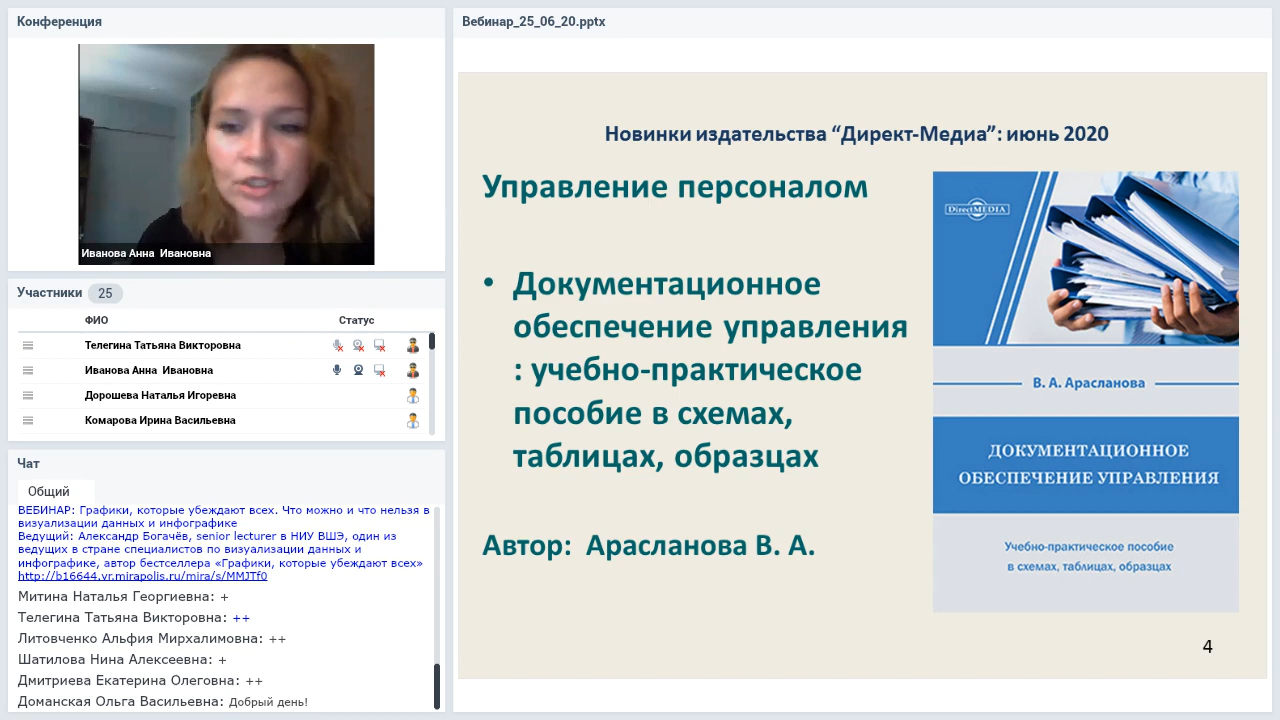 Конференция
Иванова Анна  Ивановна
Участники 25
ФИО Статус
Телегина Татьяна Викторовна
Иванова Анна  Ивановна
Дорошева Наталья Игоревна
Комарова Ирина Васильевна
Чат
Общий
ВЕБИНАР: Графики, которые убеждают всех. Что можно и что нельзя в
визуализации данных и инфографике
Ведущий: Александр Богачёв, senior lecturer в НИУ ВШЭ, один из
ведущих в стране специалистов по визуализации данных и
инфографике, автор бестселлера «Графики, которые убеждают всех»
http://b16644.vr.mirapolis.ru/mira/s/MMJTf0
Митина Наталья Георгиевна: +
Телегина Татьяна Викторовна: ++
Литовченко Альфия Мирхалимовна: ++
Шатилова Нина Алексеевна: +
Дмитриева Екатерина Олеговна: ++
Доманская Ольга Васильевна: Добрый день!
Вебинар_25_06_20.pptx
Новинки издательства “Директ-Медиа”: июнь 2020
Управление персоналом
• Документационное
обеспечение управления
: учебно-практическое
пособие в схемах,
таблицах, образцах
Автор:  Арасланова В. А.
DirectMEDIA
В. А. Арасланова
ДОКУМЕНТАЦИОННОЕ
ОБЕСПЕЧЕНИЕ УПРАВЛЕНИЯ
Учебно-практическое пособие
в схемах, таблицах, образцах
4